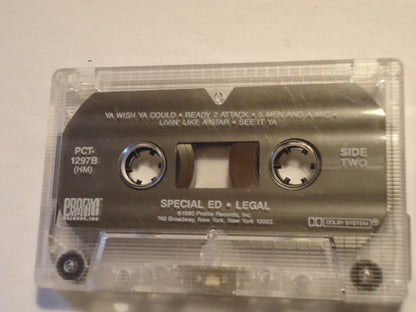 YA WISH YA COULD • READY 2 ATTACK • 5 MEN AND A MIC •
LIVIN' LIKE A STAR • SEE IT YA
PCT-
1297B
(HM)
SIDE
TWO
PROFILE
RECORDS, INC.
SPECIAL ED • LEGAL
℗1990 Profile Records, Inc.
740 Broadway, New York, New York 10003
DOLBY SYSTEM